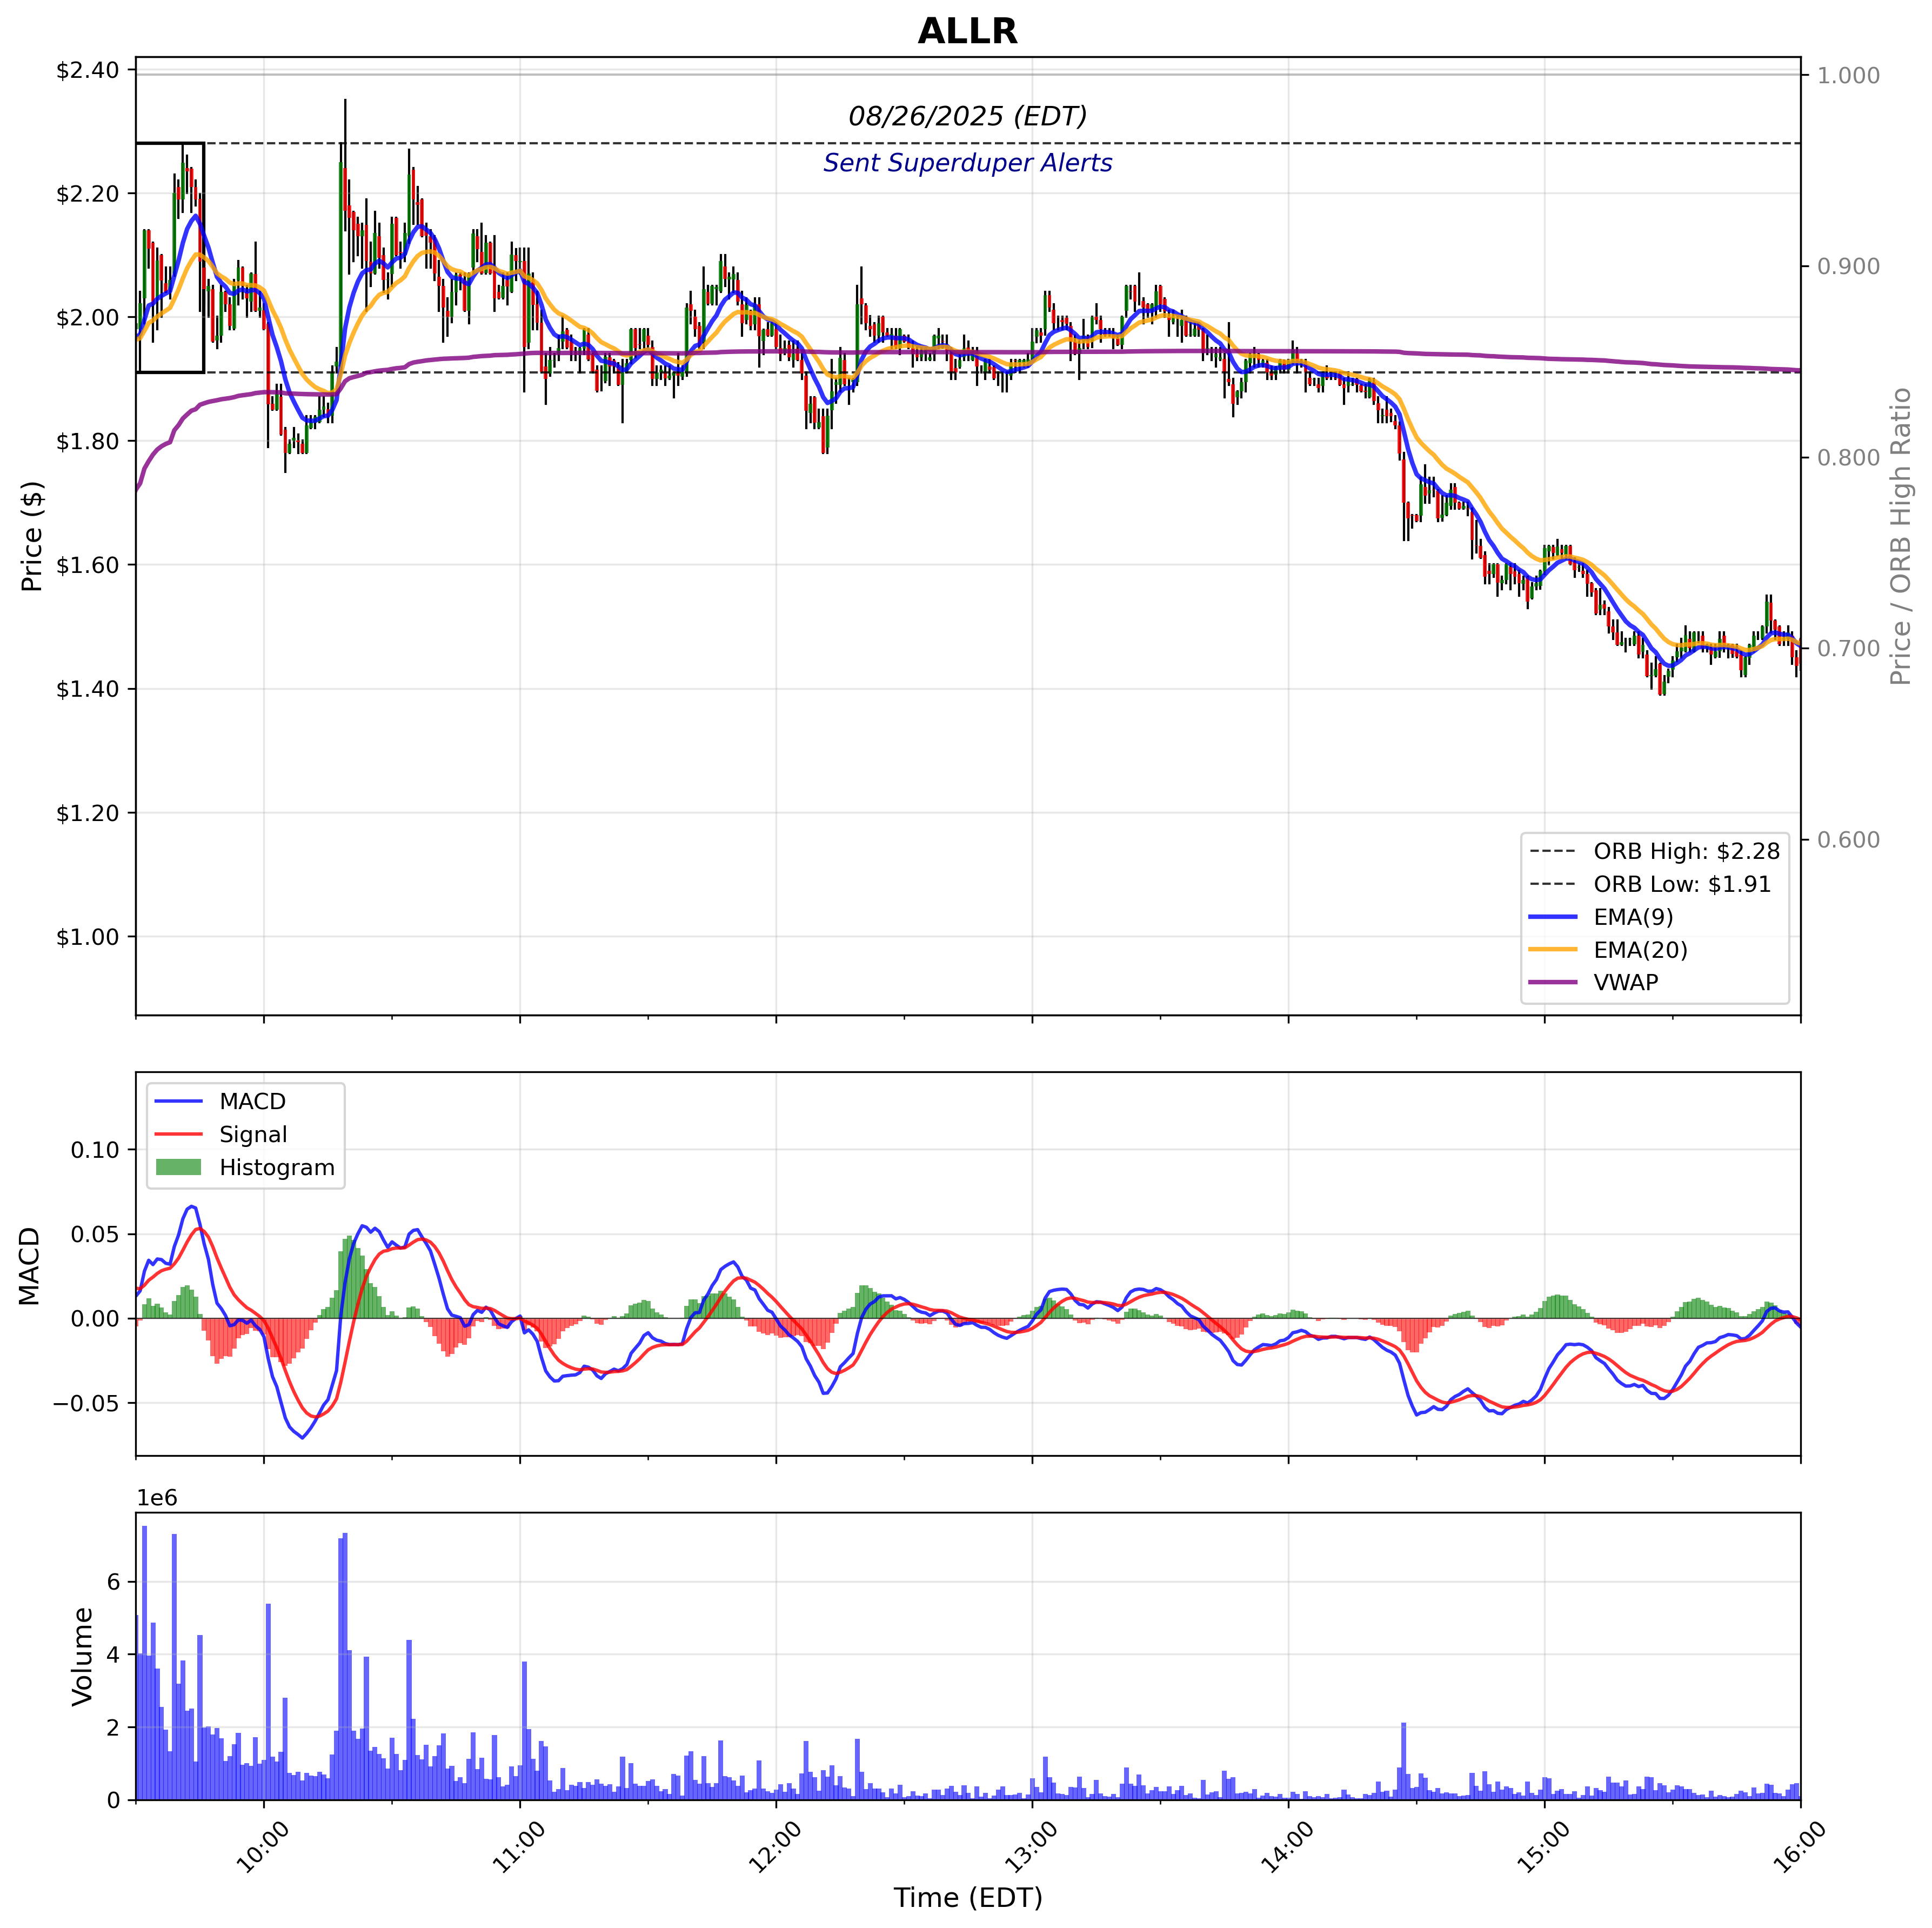 ALLR
$2.40
$2.20
$2.00
$1.80
$1.60
$1.40
$1.20
$1.00
Price ($)
08/26/2025 (EDT)
Sent Superduper Alerts
1.000
0.900
0.800
0.700
0.600
Price / ORB High Ratio
ORB High: $2.28
ORB Low: $1.91
EMA(9)
EMA(20)
VWAP
MACD
Signal
Histogram
0.10
0.05
0.00
−0.05
MACD
1e6
6
4
2
0
Volume
10:00
11:00
12:00
13:00
14:00
15:00
16:00
Time (EDT)